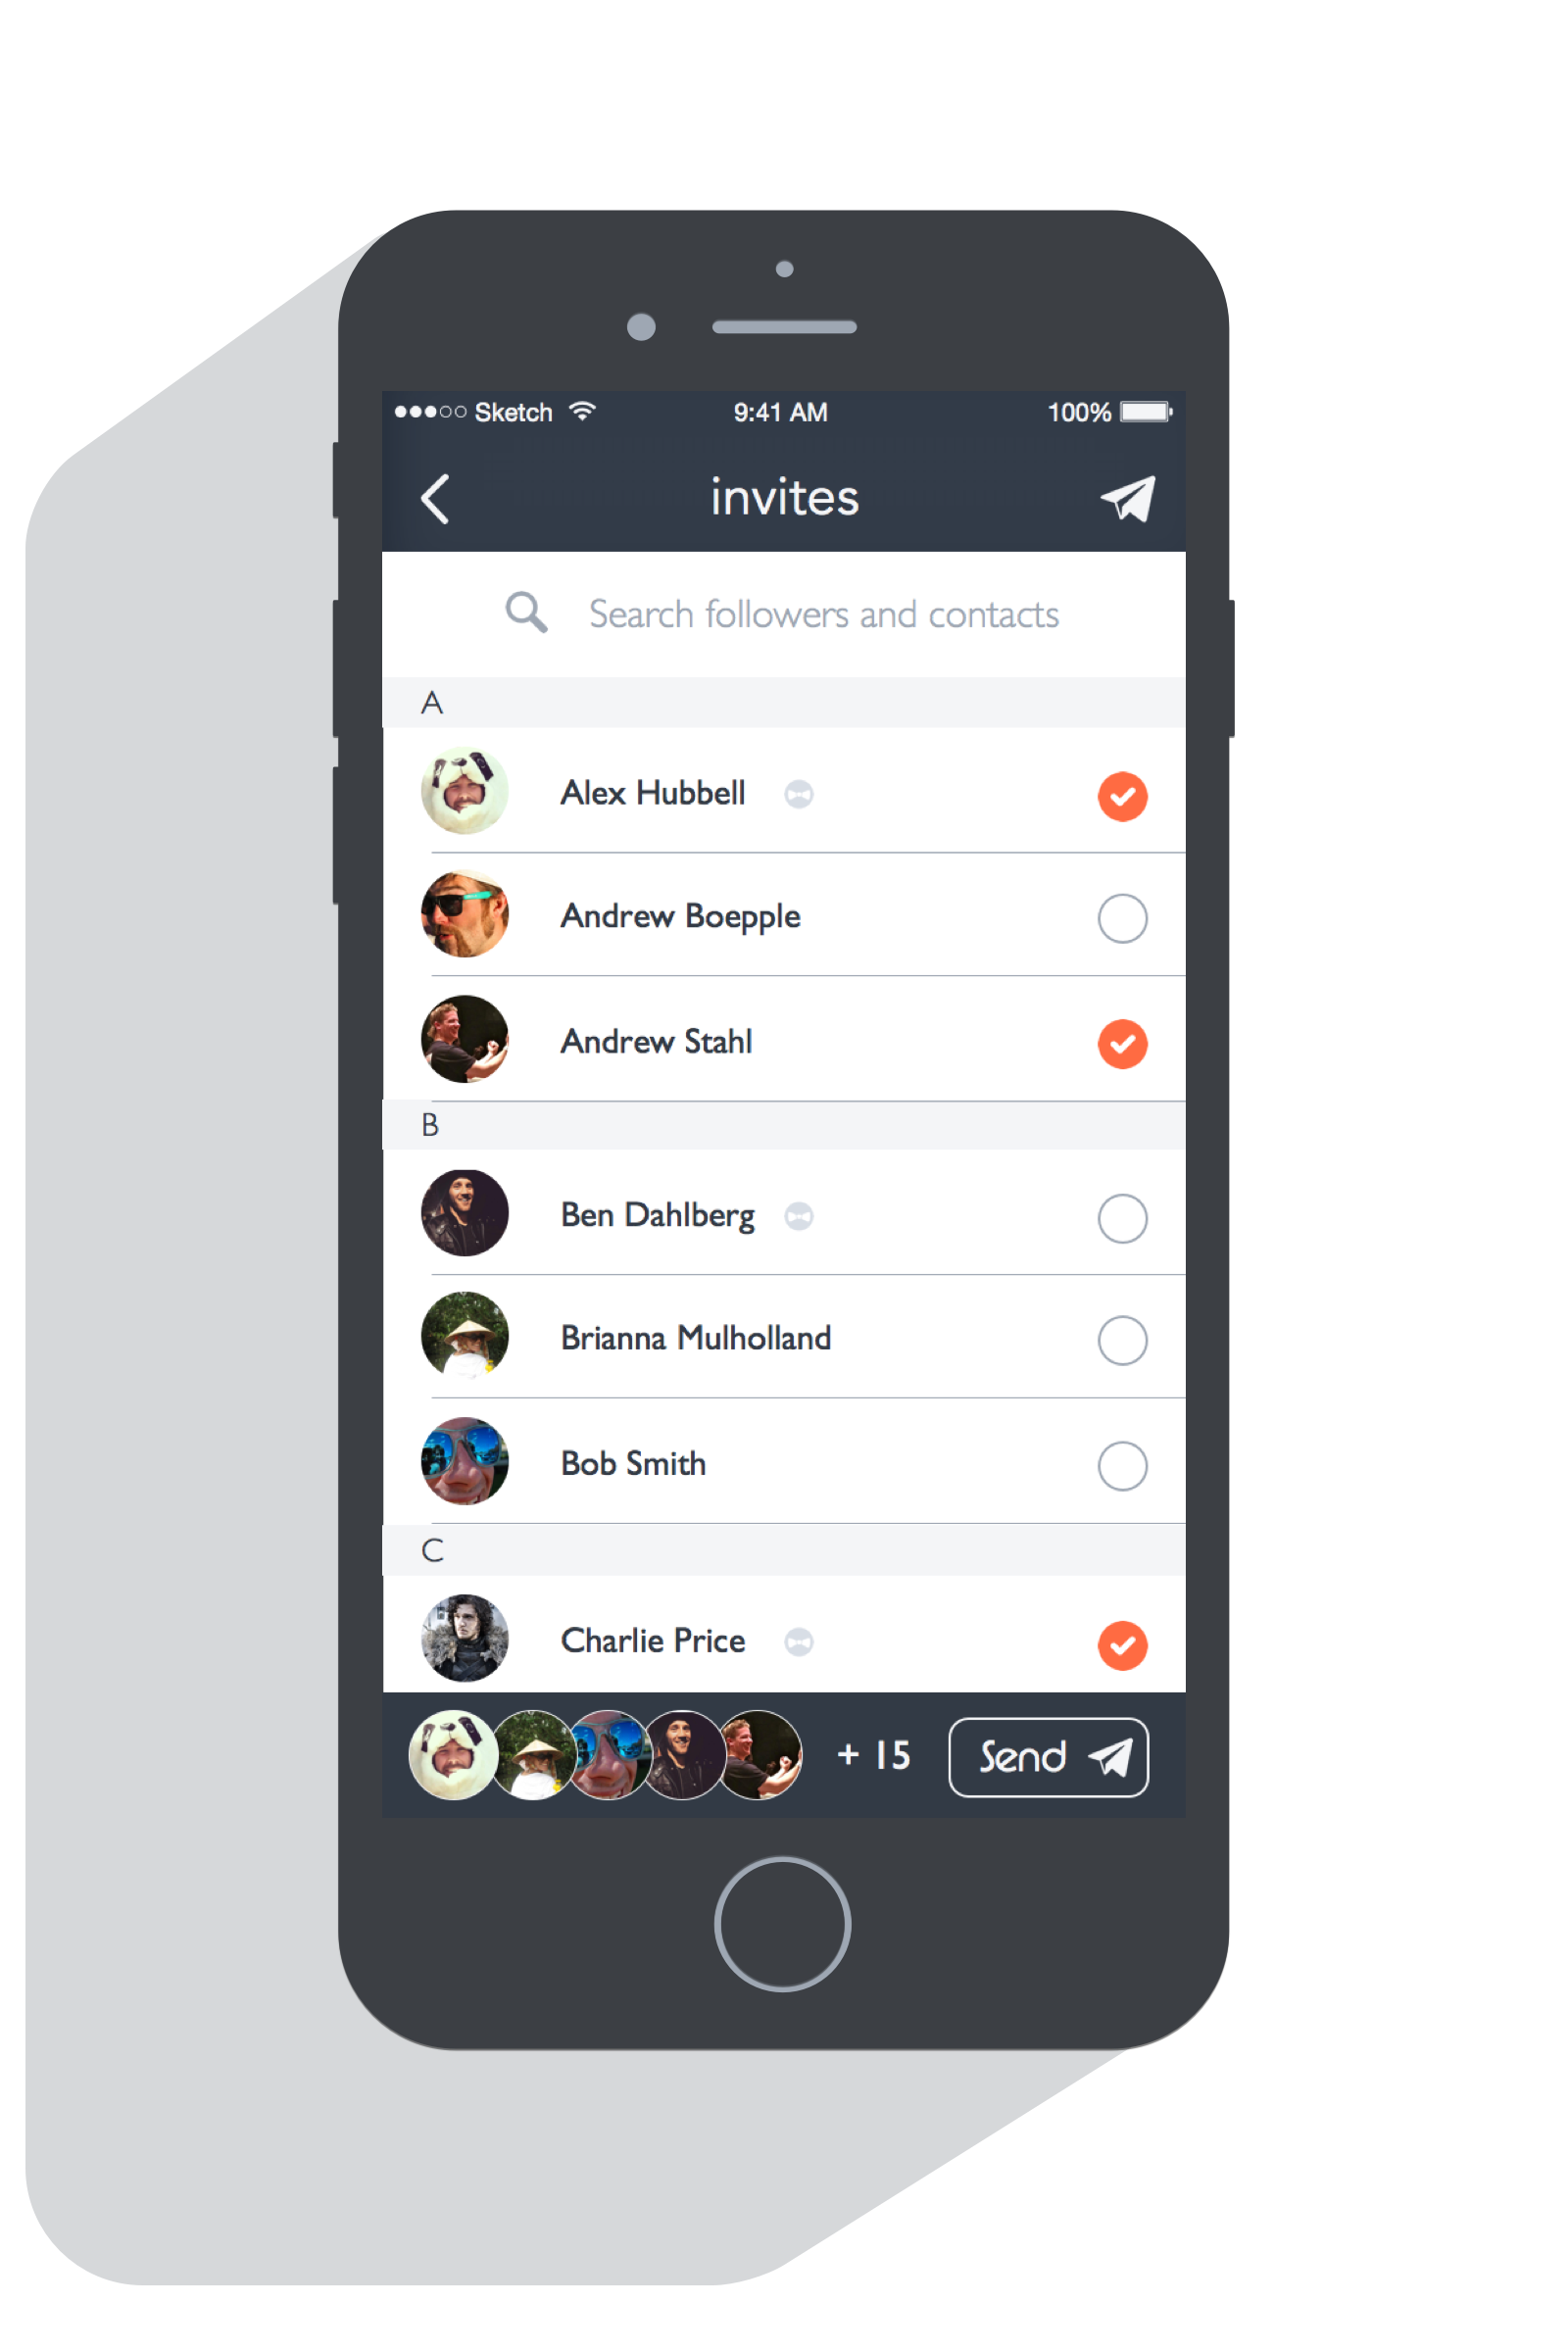 Sketch 9:41 AM 100%
invites
Search followers and contacts
A
Alex Hubbell
Andrew Boepple
Andrew Stahl
B
Ben Dahlberg
Brianna Mulholland
Bob Smith
C
Charlie Price
+ 15 Send